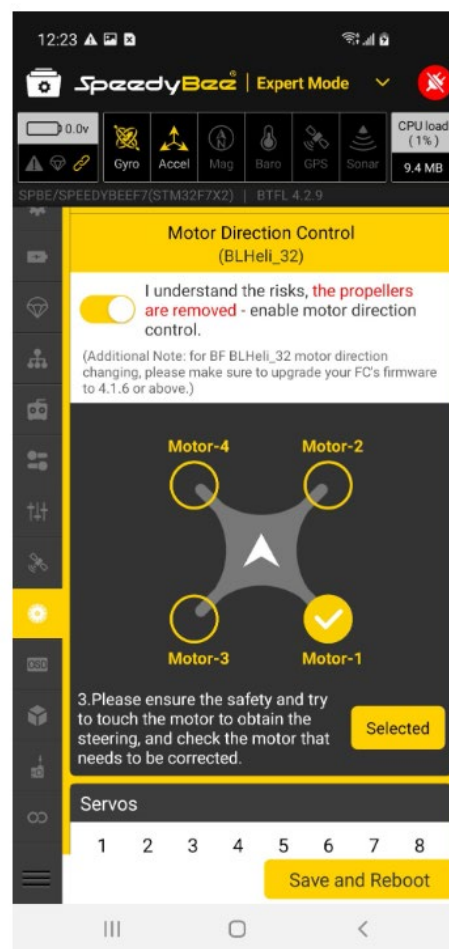 12:23
SpeedyBee | Expert Mode
0.0v
Gyro Accel Mag Baro GPS Sonar
CPU load
(1%)
9.4 MB
SPBE/SPEEDYBEEF7(STM32F7X2) | BTFL 4.2.9
Motor Direction Control
(BLHeli_32)
I understand the risks, the propellers
are removed - enable motor direction
control.
(Additional Note: for BF BLHeli_32 motor direction
changing, please make sure to upgrade your FC's firmware
to 4.1.6 or above.)
Motor-4 Motor-2
Motor-3 Motor-1
OSD
3.Please ensure the safety and try
to touch the motor to obtain the
steering, and check the motor that
needs to be corrected.
Selected
Servos
1 2 3 4 5 6 7 8
Save and Reboot